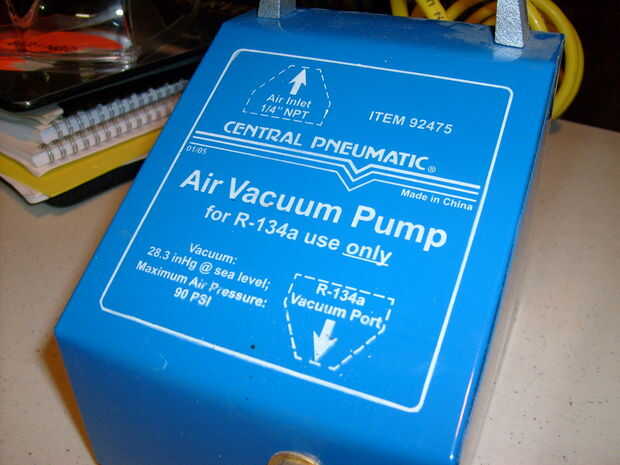 Air Inlet
1/4" NPT
ITEM 92475
CENTRAL PNEUMATIC®
01/05
Made in China
Air Vacuum Pump
for R-134a use only
Vacuum:
28.3 inHg @ sea level;
Maximum Air Pressure:
90 PSI
R-134a
Vacuum Port